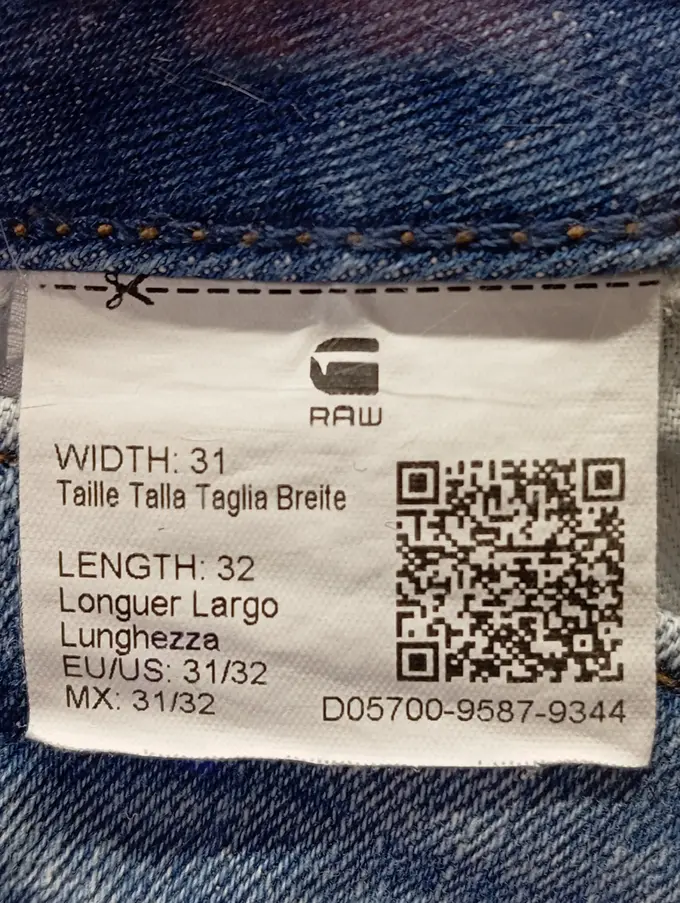 RAW
WIDTH: 31
Taille Talla Taglia Breite
LENGTH: 32
Longuer Largo
Lunghezza
EU/US: 31/32
MX: 31/32
D05700-9587-9344